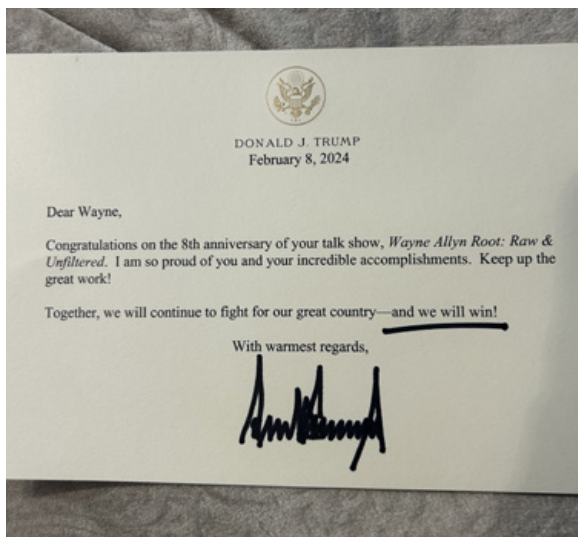 DONALD J. TRUMP
February 8, 2024
Dear Wayne,
Congratulations on the 8th anniversary of your talk show, Wayne Allyn Root: Raw &
Unfiltered. I am so proud of you and your incredible accomplishments. Keep up the
great work!
Together, we will continue to fight for our great country—and we will win!
With warmest regards,